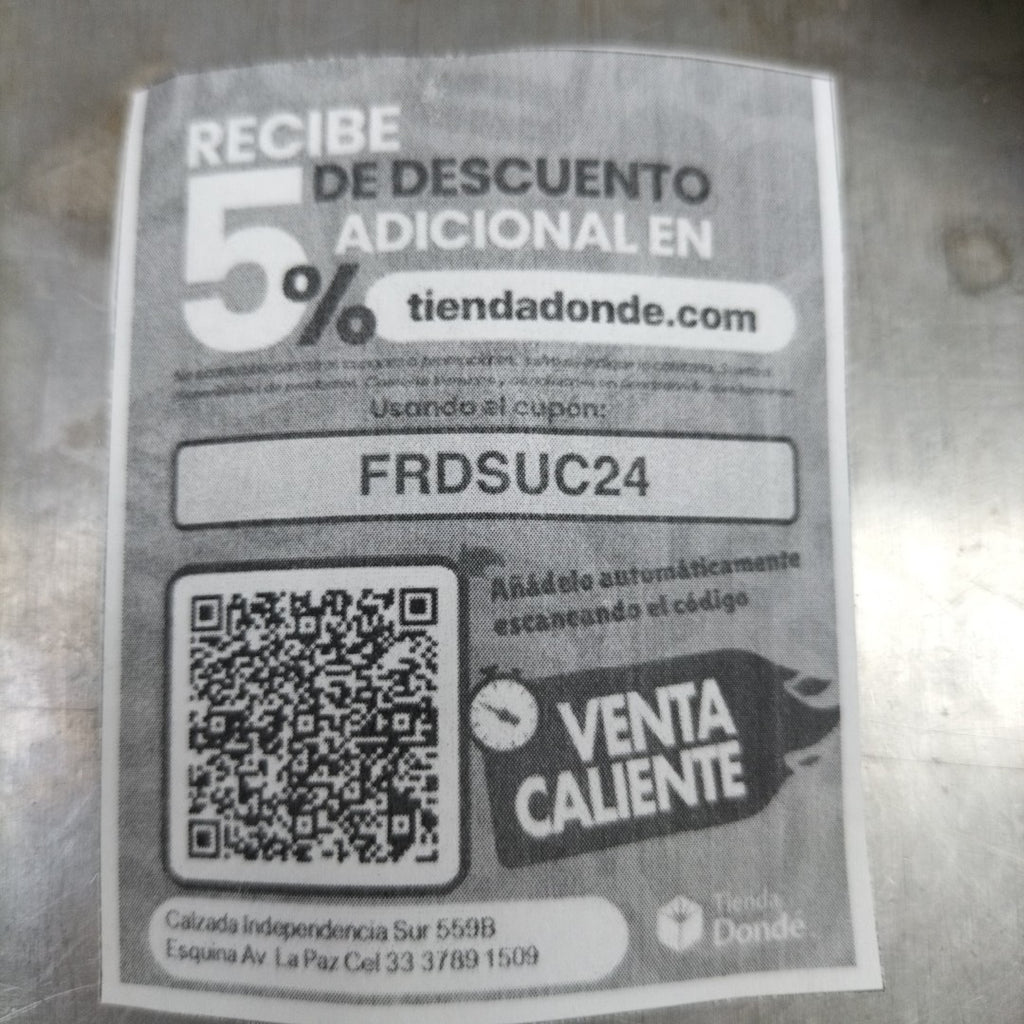 RECIBE
5% DE DESCUENTO
ADICIONAL EN
tiendadonde.com
Usando el cupón:
FRDSUC24
Añádelo automáticamente
escaneando el código
VENTA
CALIENTE
Calzada Independencia Sur 559B
Esquina Av La Paz Cel 33 3789 1509
Tienda
Dondé